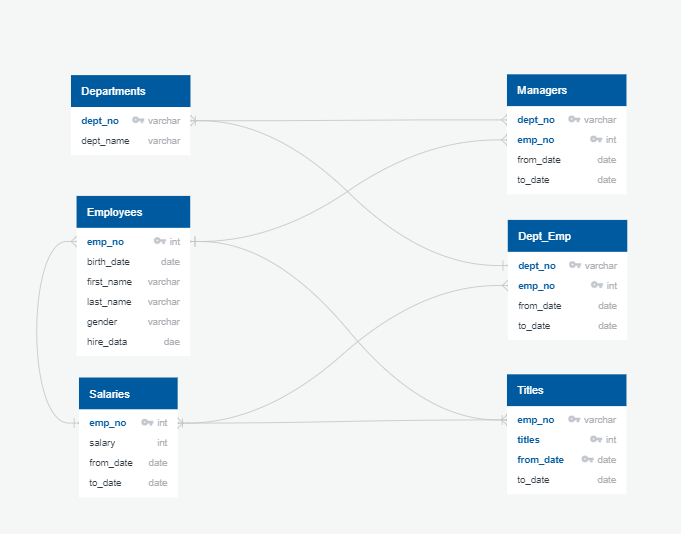 Departments
dept_no varchar
dept_name varchar
Employees
emp_no int
birth_date date
first_name varchar
last_name varchar
gender varchar
hire_data dae
Salaries
emp_no int
salary int
from_date date
to_date date
Managers
dept_no varchar
emp_no int
from_date date
to_date date
Dept_Emp
dept_no varchar
emp_no int
from_date date
to_date date
Titles
emp_no varchar
titles int
from_date date
to_date date